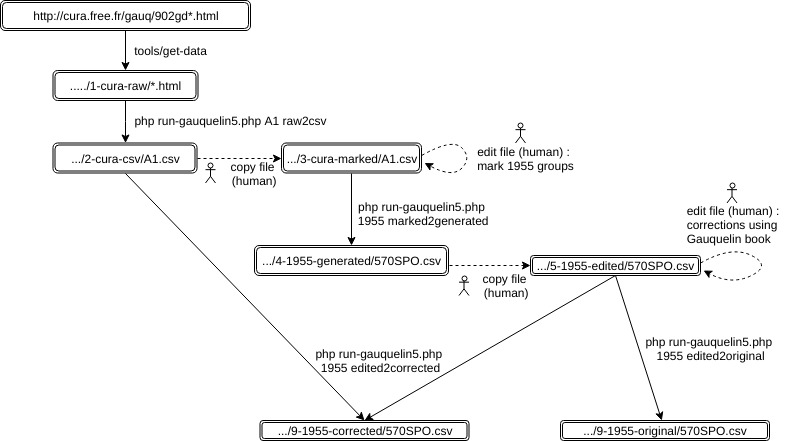 http://cura.free.fr/gauq/902gd*.html
tools/get-data
...../1-cura-raw/*.html
php run-gauquelin5.php A1 raw2csv
.../2-cura-csv/A1.csv
copy file
(human)
.../3-cura-marked/A1.csv
edit file (human) :
mark 1955 groups
php run-gauquelin5.php
1955 marked2generated
edit file (human) :
corrections using
Gauquelin book
.../4-1955-generated/570SPO.csv
copy file
(human)
.../5-1955-edited/570SPO.csv
php run-gauquelin5.php
1955 edited2corrected
php run-gauquelin5.php
1955 edited2original
.../9-1955-corrected/570SPO.csv
.../9-1955-original/570SPO.csv